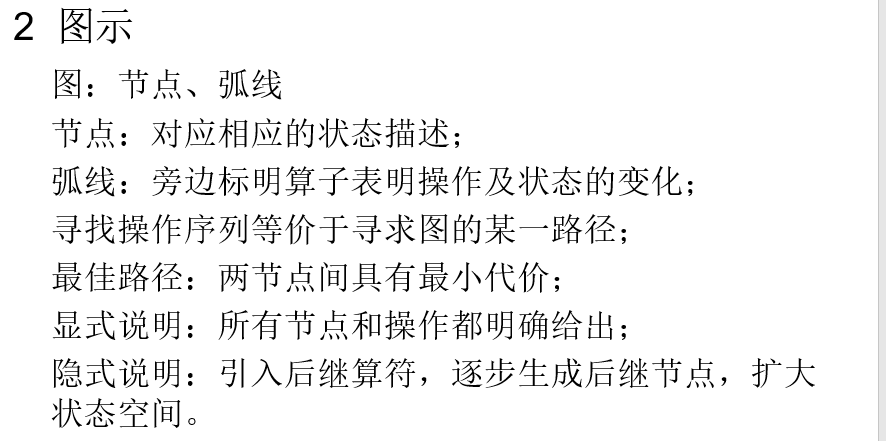 2 图示
图：节点、弧线
节点：对应相应的状态描述；
弧线：旁边标明算子表明操作及状态的变化；
寻找操作序列等价于寻求图的某一路径；
最佳路径：两节点间具有最小代价；
显式说明：所有节点和操作都明确给出；
隐式说明：引入后继算符，逐步生成后继节点，扩大
状态空间。